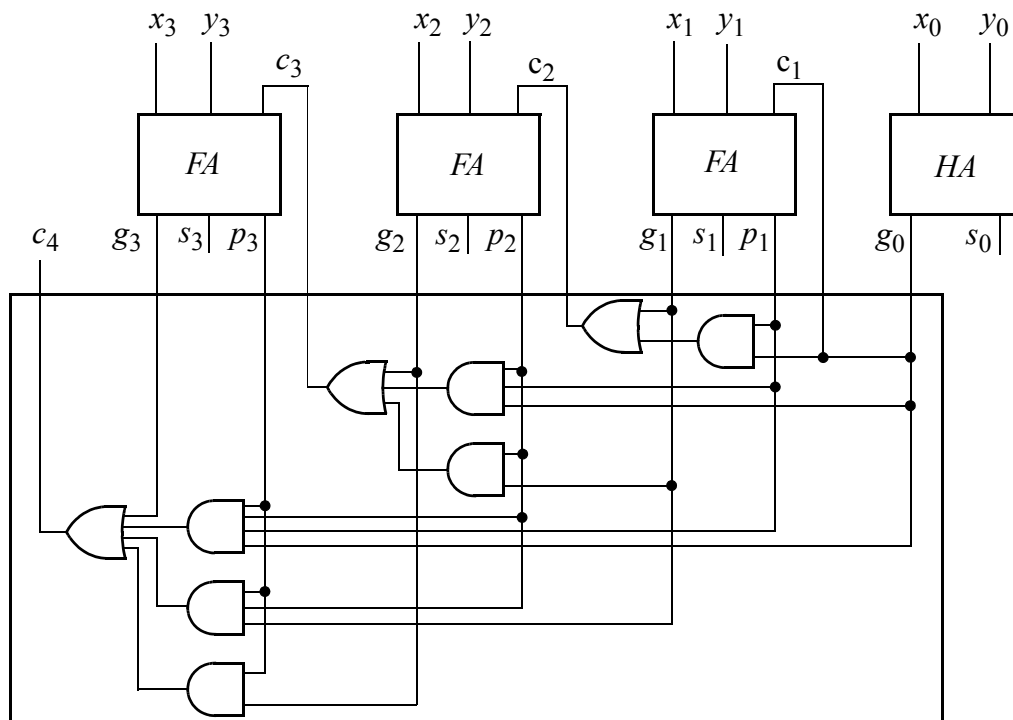 x3 y3 x2 y2 x1 y1 x0 y0
c3 c2 c1
FA FA FA HA
c4 g3 s3 p3 g2 s2 p2 g1 s1 p1 g0 s0